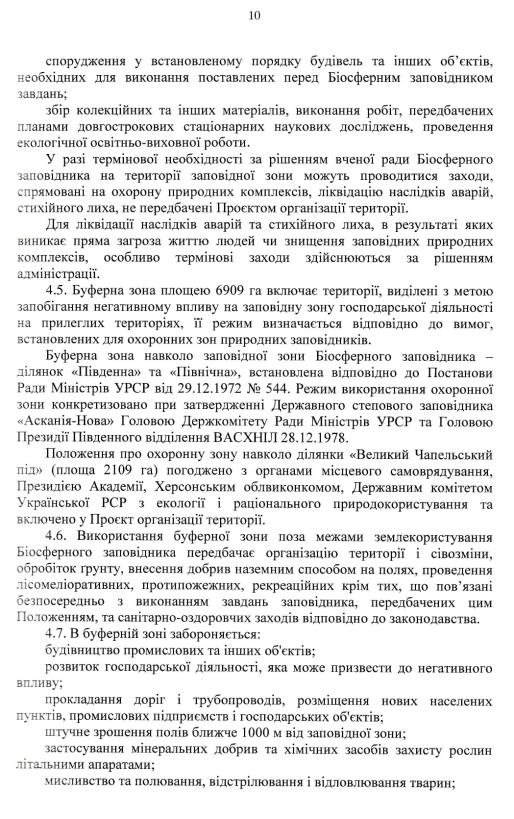 10
спорудження у встановленому порядку будівель та інших об’єктів,
необхідних для виконання поставлених перед Біосферним заповідником
завдань;
збір колекційних та інших матеріалів, виконання робіт, передбачених
планами довгострокових стаціонарних наукових досліджень, проведення
екологічної освітньо-виховної роботи.
У разі термінової необхідності за рішенням вченої ради Біосферного
заповідника на території заповідної зони можуть проводитися заходи,
спрямовані на охорону природних комплексів, ліквідацію наслідків аварій,
стихійного лиха, не передбачені Проєктом організації території.
Для ліквідації наслідків аварій та стихійного лиха, в результаті яких
виникає пряма загроза життю людей чи знищення заповідних природних
комплексів, особливо термінові заходи здійснюються за рішенням
адміністрації.
4.5. Буферна зона площею 6909 га включає території, виділені з метою
запобігання негативному впливу на заповідну зону господарської діяльності
на прилеглих територіях, її режим визначається відповідно до вимог,
встановлених для охоронних зон природних заповідників.
Буферна зона навколо заповідної зони Біосферного заповідника –
ділянок «Південна» та «Північна», встановлена відповідно до Постанови
Ради Міністрів УРСР від 29.12.1972 № 544. Режим використання охоронної
зони конкретизовано при затвердженні Державного степового заповідника
«Асканія-Нова» Головою Держкомітету Ради Міністрів УРСР та Головою
Президії Південного відділення ВАСХНІЛ 28.12.1978.
Положення про охоронну зону навколо ділянки «Великий Чапельський
під» (площа 2109 га) погоджено з органами місцевого самоврядування,
Президією Академії, Херсонським облвиконкомом, Державним комітетом
Української РСР з екології і раціонального природокористування та
включено у Проєкт організації території.
4.6. Використання буферної зони поза межами землекористування
Біосферного заповідника передбачає організацію території і сівозміни,
обробіток ґрунту, внесення добрив наземним способом на полях, проведення
лісомеліоративних, протипожежних, рекреаційних крім тих, що пов’язані
безпосередньо з виконанням завдань заповідника, передбачених цим
Положенням, та санітарно-оздоровчих заходів відповідно до законодавства.
4.7. В буферній зоні забороняється:
будівництво промислових та інших об'єктів;
розвиток господарської діяльності, яка може призвести до негативного
впливу;
прокладання доріг і трубопроводів, розміщення нових населених
пунктів, промислових підприємств і господарських об'єктів;
штучне зрошення полів ближче 1000 м від заповідної зони;
застосування мінеральних добрив та хімічних засобів захисту рослин
літальними апаратами;
мисливство та полювання, відстрілювання і відловлювання тварин;